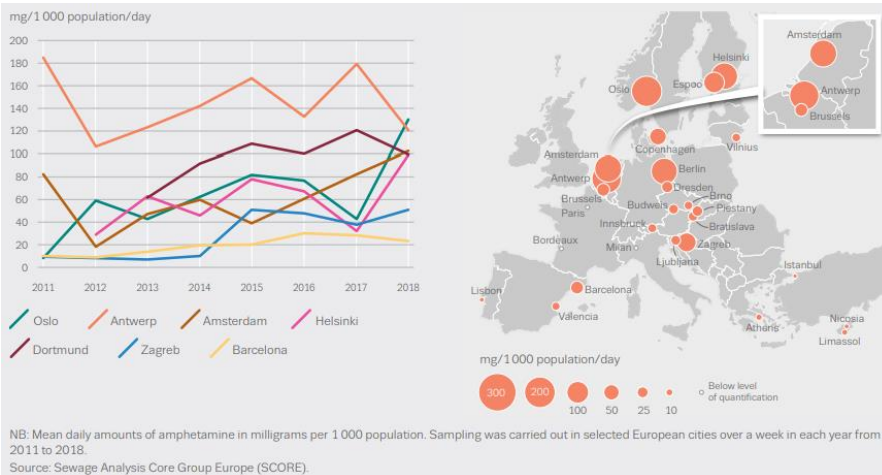 mg/1 000 population/day
200
180
160
140
120
100
80
60
40
20
0
2011 2012 2013 2014 2015 2016 2017 2018
Oslo Antwerp Amsterdam Helsinki
Dortmund Zagreb Barcelona
Amsterdam
Antwerp
Brussels
Helsinki
Espoo
Oslo
Copenhagen
Vilnius
Amsterdam
Berlin
Antwerp
Dresden
Brussels
Brno
Paris
Budweis
Piestany
Innsbruck
Bratislava
Bordeaux
Milan
Zagreb
Ljubljana
Istanbul
Lisbon
Barcelona
Valencia
Athens
Nicosia
Limassol
mg/1 000 population/day
300 200 100 50 25 10
Below level
of quantification
NB: Mean daily amounts of amphetamine in milligrams per 1 000 population. Sampling was carried out in selected European cities over a week in each year from
2011 to 2018.
Source: Sewage Analysis Core Group Europe (SCORE).